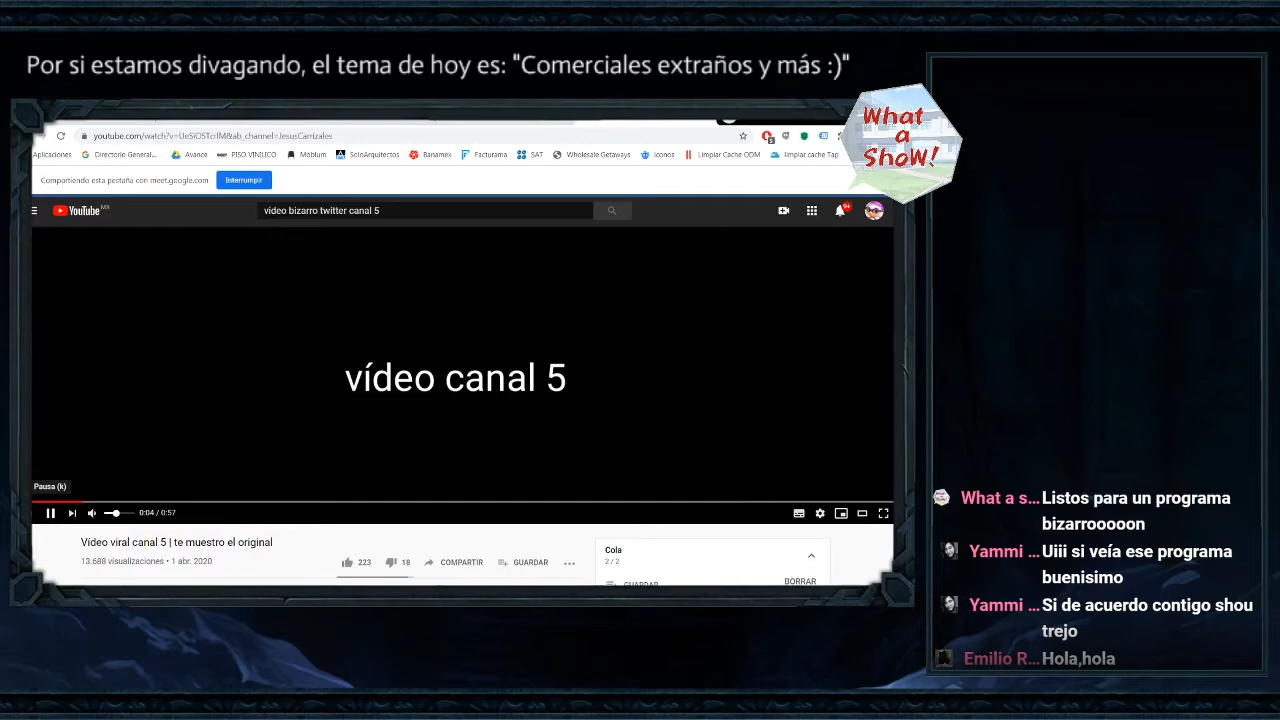 Por si estamos divagando, el tema de hoy es: "Comerciales extraños y más :)"
What
a
ShoW!
youtube.com/watch?v=UeSiOSTcrlM&ab_channel=JesusCarrizales
Aplicaciones Directorio General... Avance PISO VINILICO Mobium SoloArquitectos Banamex Facturama SAT Wholesale Getaways iconos Limpiar Cache ODM limpiar cache Tap
Compartiendo esta pestaña con meet.google.com Interrumpir
YouTube MX video bizarro twitter canal 5 9+
vídeo canal 5
Pausa (k)
0:04 / 0:57
Vídeo viral canal 5 | te muestro el original
13.688 visualizaciones • 1 abr. 2020
223 18 COMPARTIR GUARDAR ...
Cola
2 / 2
GUARDAR BORRAR
What a s... Listos para un programa
bizarrooooon
Yammi ... Uiii si veía ese programa
buenisimo
Yammi ... Si de acuerdo contigo shou
trejo
Emilio R... Hola,hola